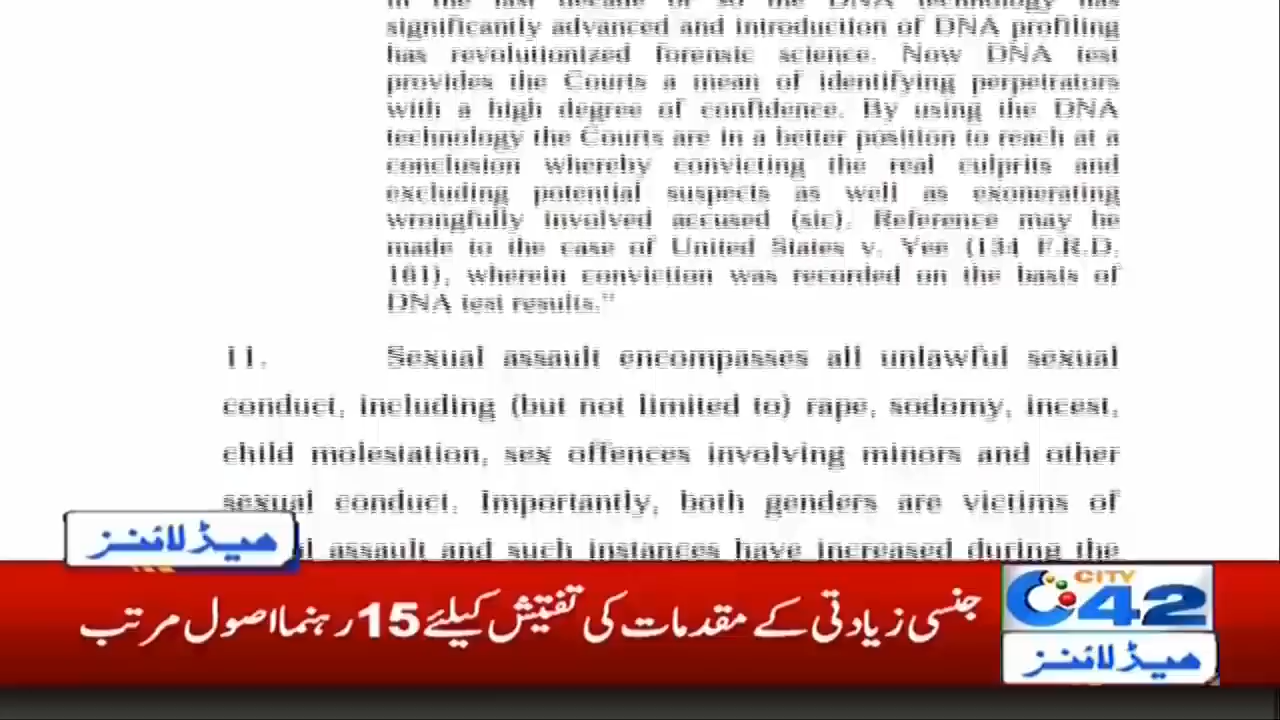 in the last decade or so the DNA technology has
significantly advanced and introduction of DNA profiling
has revolutionized forensic science. Now DNA test
provides the Courts a mean of identifying perpetrators
with a high degree of confidence. By using the DNA
technology the Courts are in a better position to reach at a
conclusion whereby convicting the real culprits and
excluding potential suspects as well as exonerating
wrongfully involved accused (sic). Reference may be
made to the case of United States v. Yee (134 F.R.D.
161), wherein conviction was recorded on the basis of
DNA test results."
11. Sexual assault encompasses all unlawful sexual
conduct, including (but not limited to) rape, sodomy, incest,
child molestation, sex offences involving minors and other
sexual conduct. Importantly, both genders are victims of
assault and such instances have increased during the
ہیڈلائنز
جنسی زیادتی کے مقدمات کی تفتیش کیلئے 15 رہنما اصول مرتب
CITY
42
ہیڈلائنز